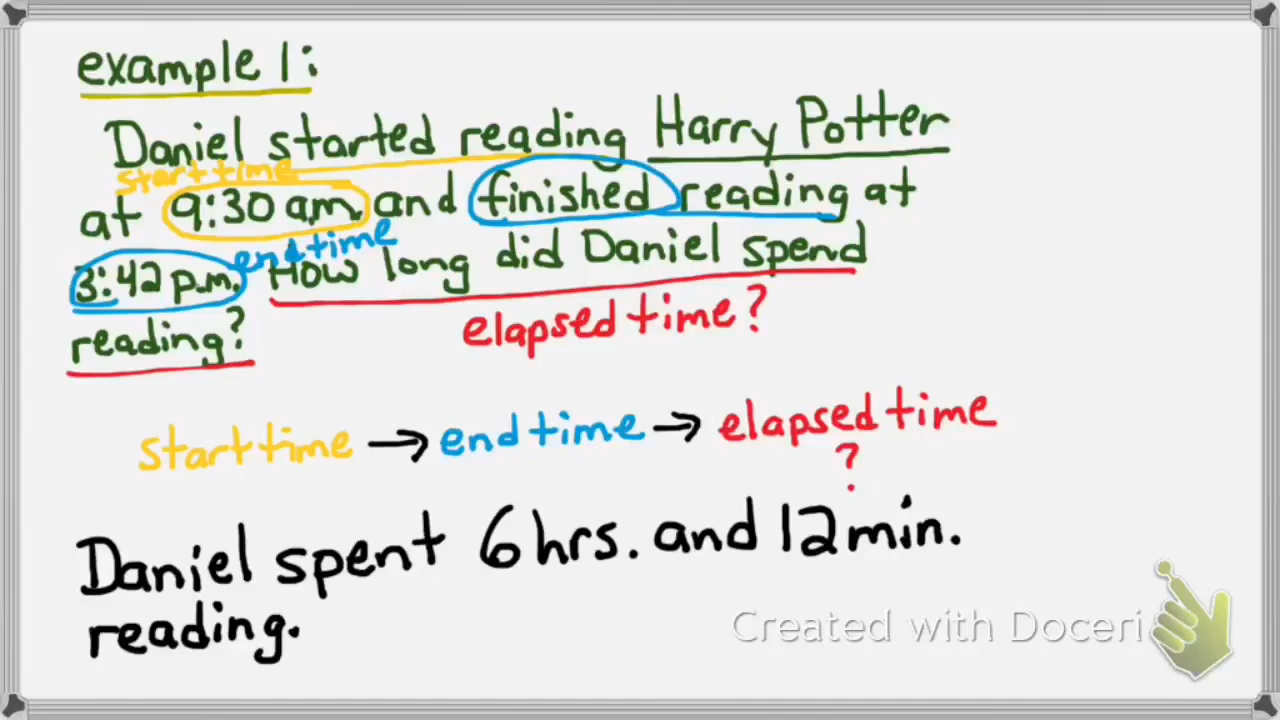 example 1:
Daniel started reading Harry Potter
start time
at 9:30 a.m. and finished reading at
end time
3:42 p.m. How long did Daniel spend
elapsed time?
reading?
start time → end time → elapsed time
?
Daniel spent 6 hrs. and 12 min.
reading.
Created with Doceri